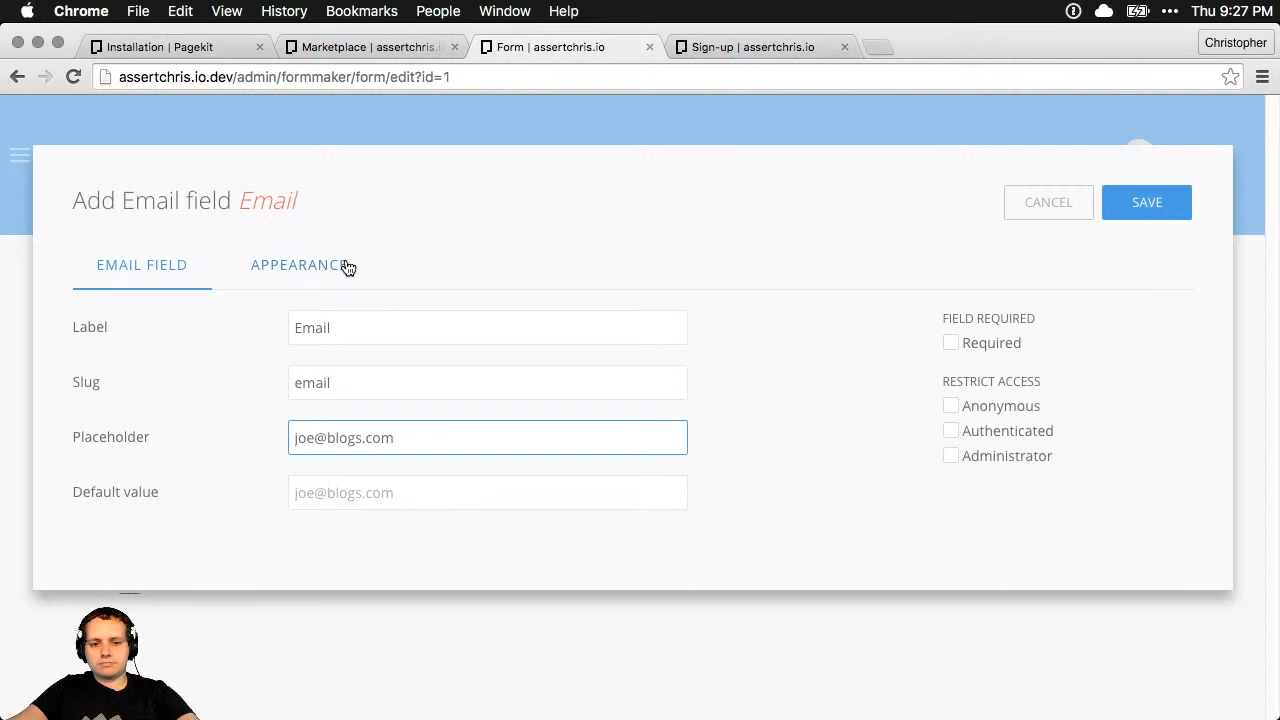 Chrome File Edit View History Bookmarks People Window Help Thu 9:27 PM
Installation | Pagekit Marketplace | assertchris. Form | assertchris.io Sign-up | assertchris.io Christopher
assertchris.io.dev/admin/formmaker/form/edit?id=1
Add Email field Email CANCEL SAVE
EMAIL FIELD APPEARANCE
Label Email FIELD REQUIRED
Required
Slug email RESTRICT ACCESS
Anonymous
Placeholder joe@blogs.com Authenticated
Administrator
Default value joe@blogs.com